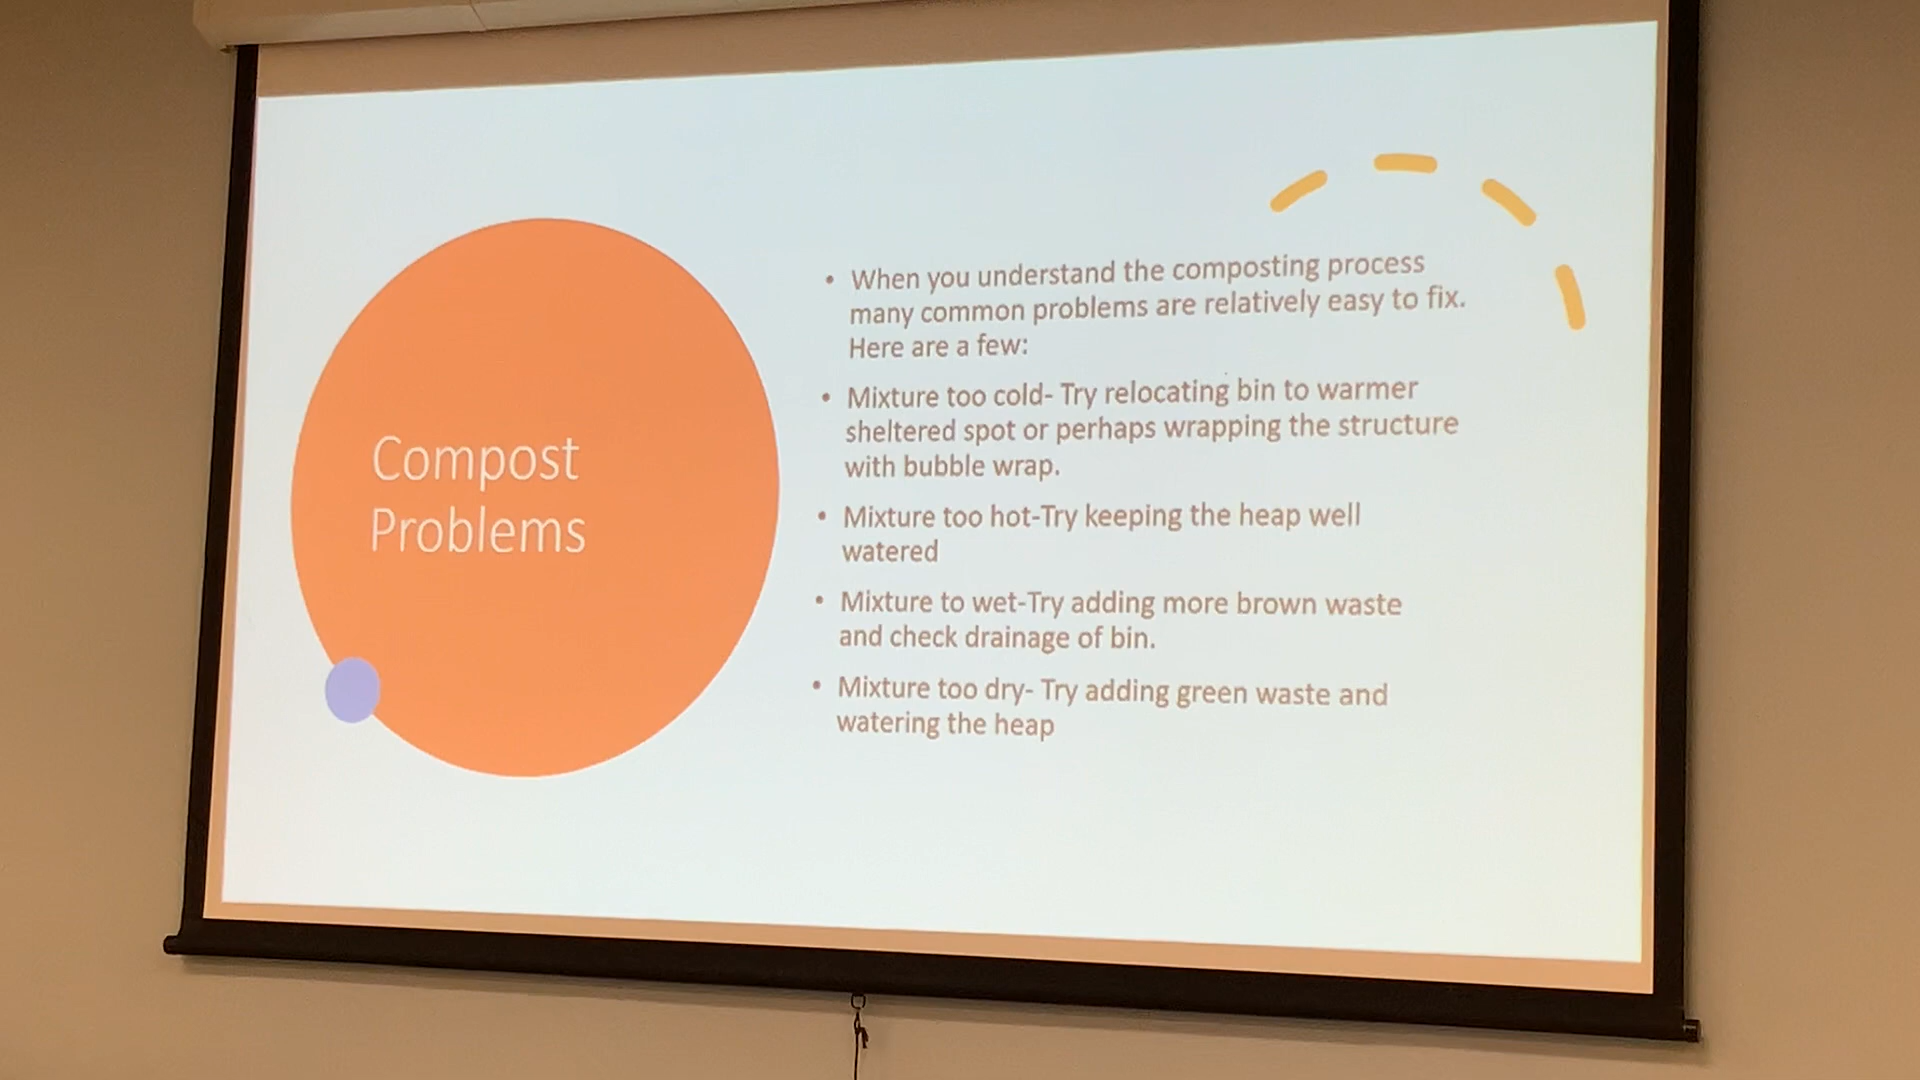 Compost
Problems
• When you understand the composting process
many common problems are relatively easy to fix.
Here are a few:
• Mixture too cold- Try relocating bin to warmer
sheltered spot or perhaps wrapping the structure
with bubble wrap.
• Mixture too hot-Try keeping the heap well
watered
• Mixture to wet-Try adding more brown waste
and check drainage of bin.
• Mixture too dry- Try adding green waste and
watering the heap